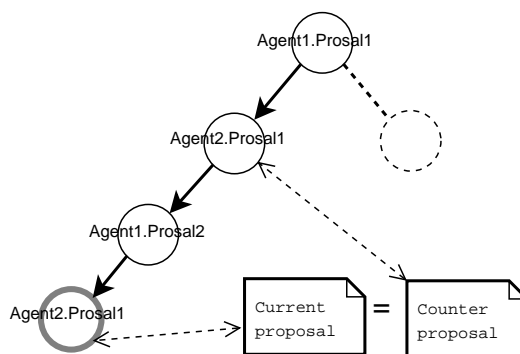 Agent1.Prosal1
Agent2.Prosal1
Agent1.Prosal2
Agent2.Prosal1
Current
proposal
=
Counter
proposal